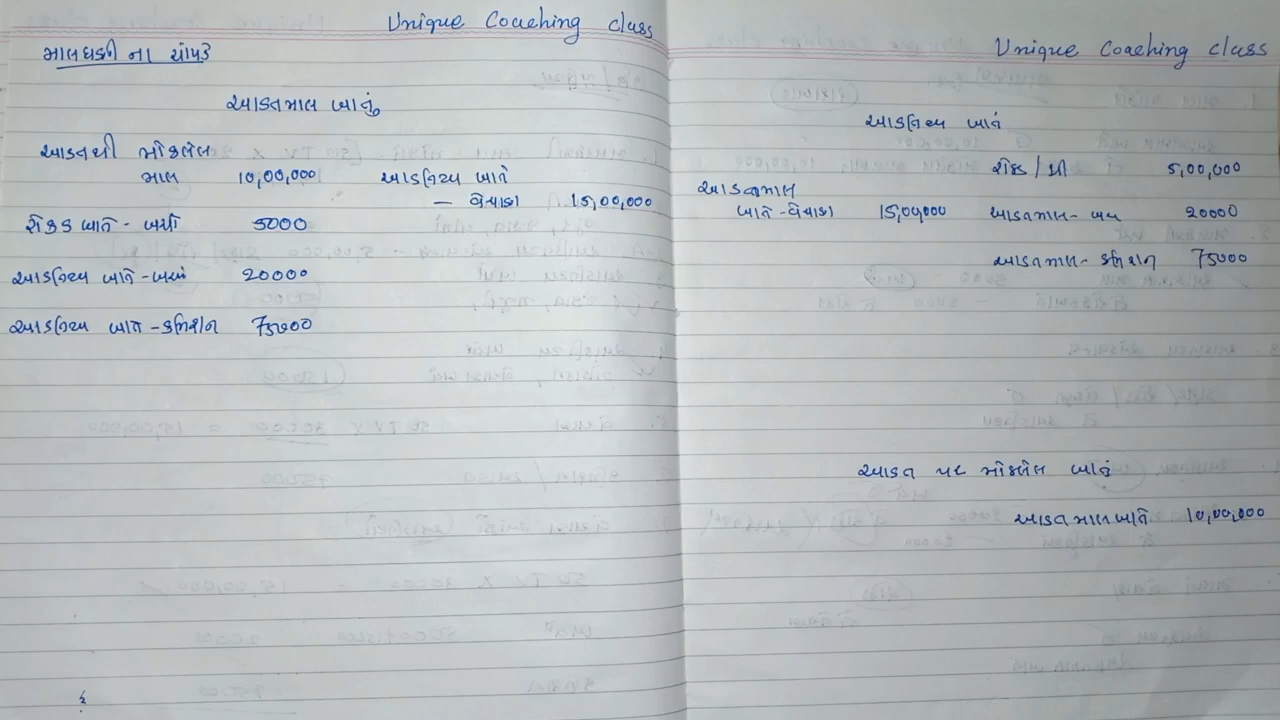 Unique Coaching Class
માલધણી ના ચોપડે
આડતમાલ ખાતું
આડતથી મોકલેલ
માલ 10,00,000 આડતિયા ખાતે
– વેચાણ 15,00,000
રોકડ ખાતે - ખર્ચા 5000
આડતિયા ખાતે - ખર્ચ 20000
આડતિયા ખાતે - કમિશન 75000
Unique Coaching Class
આડતિયા ખાતું
રોકડ / શ્રી 5,00,000
આડતમાલ
ખાતે - વેચાણ 15,00,000 આડતમાલ - ખર્ચ 20000
આડતમાલ - કમિશન 75000
આડત પર મોકલેલ ખાતું
આડતમાલ ખાતે 10,00,000